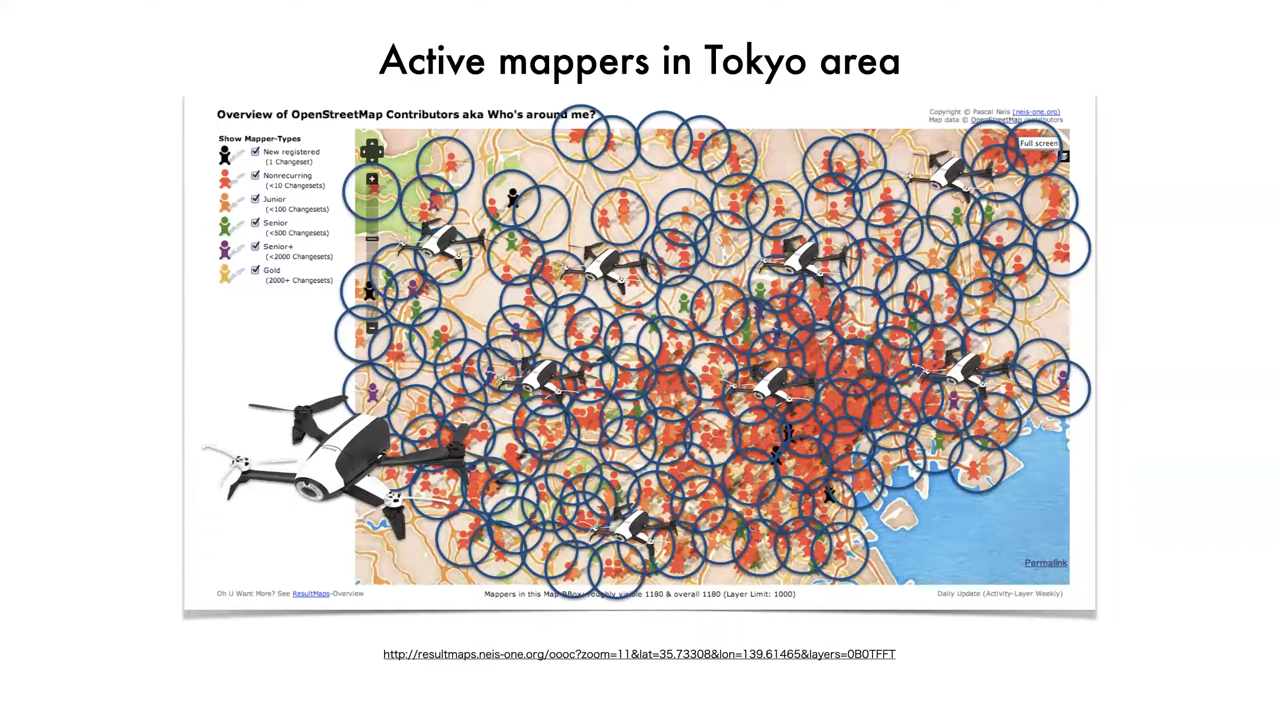 Active mappers in Tokyo area
Overview of OpenStreetMap Contributors aka Who's around me?
Copyright © Pascal Neis (neis-one.org)
Map data © OpenStreetMap contributors
Show Mapper-Types
Full screen
New registered
(1 Changeset)
Nonrecurring
(<10 Changesets)
Junior
(<100 Changesets)
Senior
(<500 Changesets)
Senior+
(<2000 Changesets)
Gold
(2000+ Changesets)
Permalink
Oh U Want More? See ResultMaps-Overview
Mappers in this Map-BBox: roughly visible 1180 & overall 1180 (Layer Limit: 1000)
Daily Update (Activity-Layer Weekly)
http://resultmaps.neis-one.org/oooc?zoom=11&lat=35.73308&lon=139.61465&layers=0B0TFFT